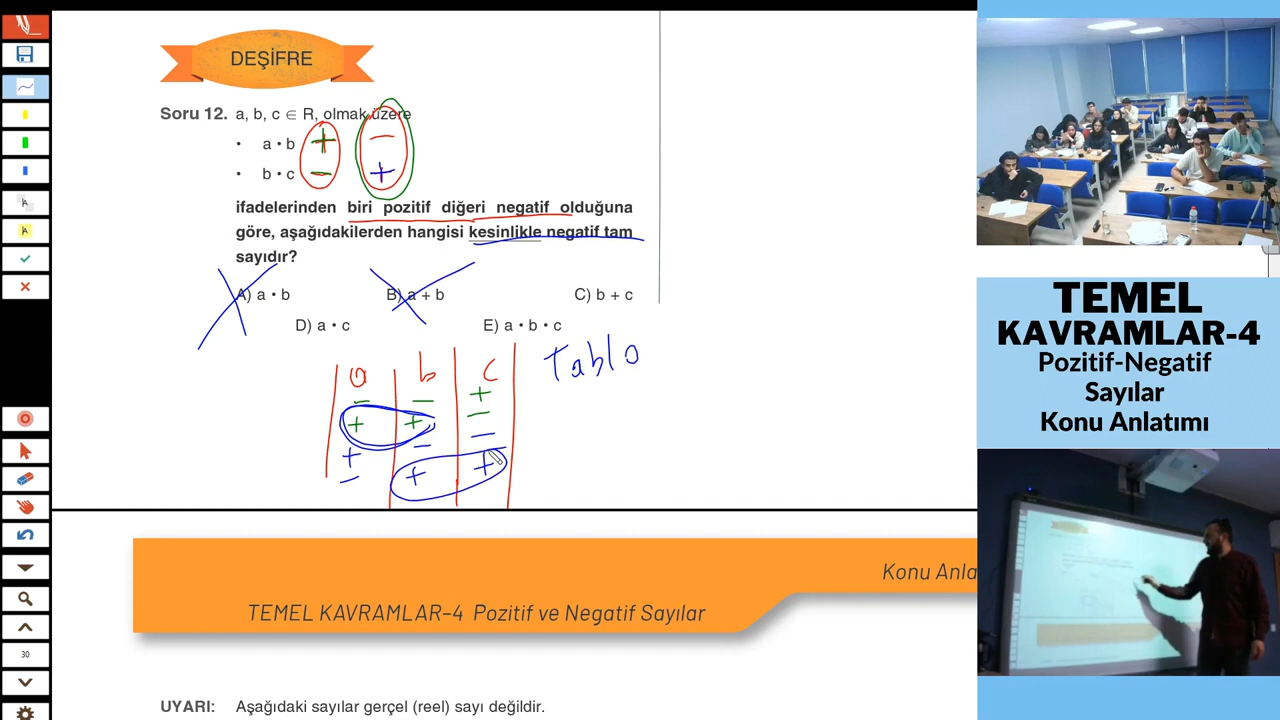 DEŞİFRE
Soru 12. a, b, c ∈ R, olmak üzere
• a • b + −
• b • c − +
ifadelerinden biri pozitif diğeri negatif olduğuna
göre, aşağıdakilerden hangisi kesinlikle negatif tam
sayıdır?
A) a • b B) a + b C) b + c
D) a • c E) a • b • c
Tablo
a b c
− − +
+ + −
+ − −
− + +
Konu Anla
TEMEL KAVRAMLAR–4 Pozitif ve Negatif Sayılar
UYARI: Aşağıdaki sayılar gerçel (reel) sayı değildir.
30
TEMEL
KAVRAMLAR-4
Pozitif-Negatif
Sayılar
Konu Anlatımı